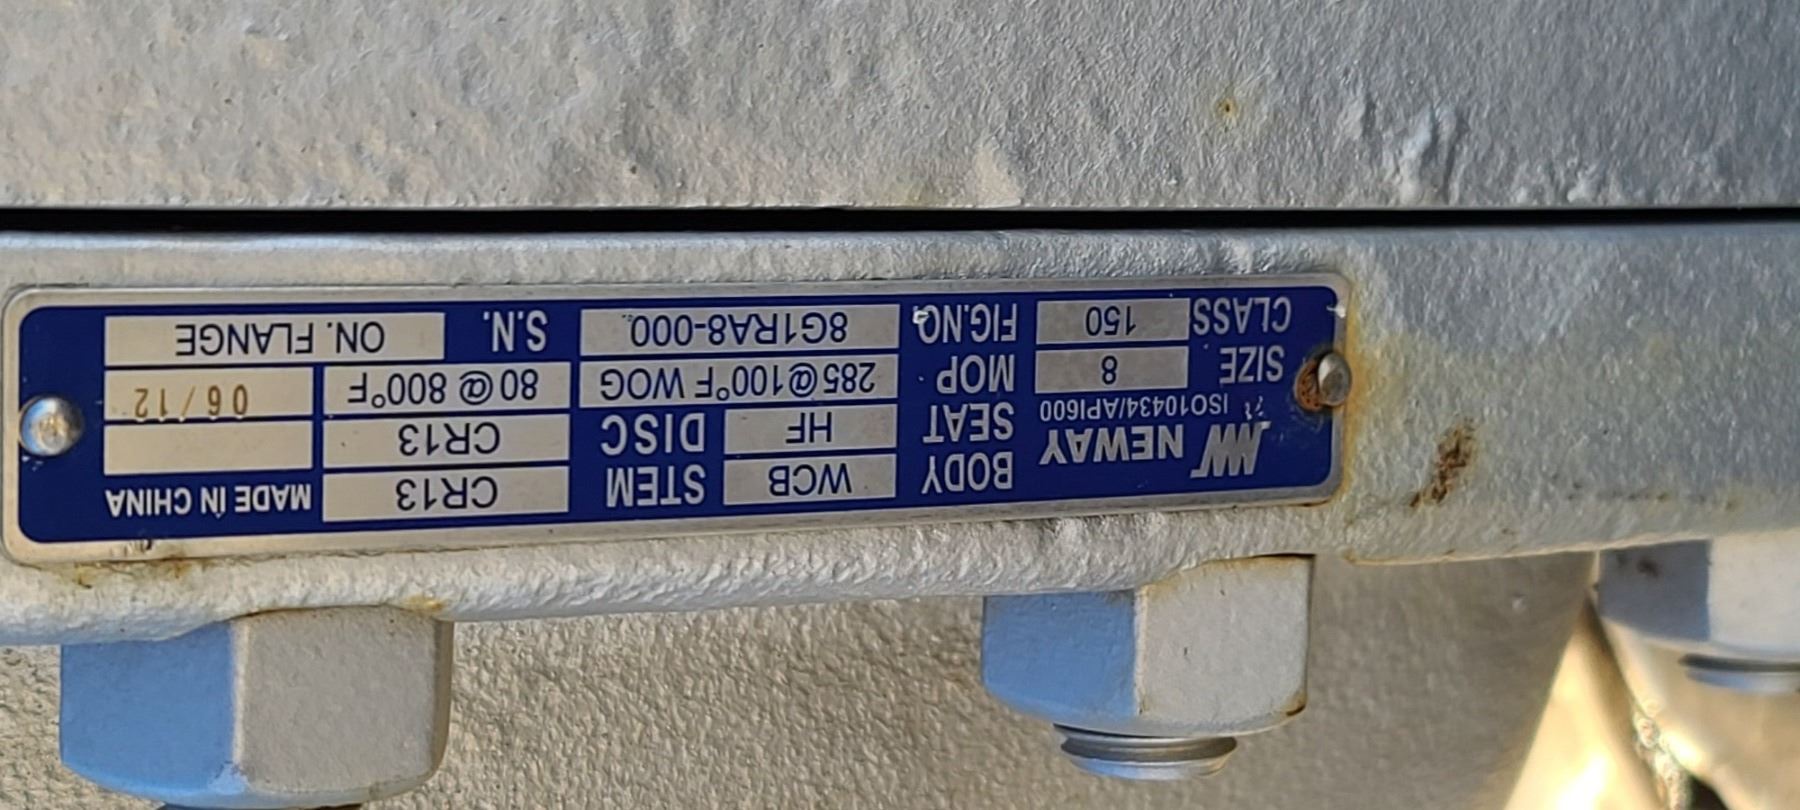 NEWAY BODY WCB STEM CR13 MADE IN CHINA
ISO10434/API600 SEAT HF DISC CR13
SIZE 8 MOP 285@100°F WOG 80@800°F 06/12
CLASS 150 FIG.NO. 8G1RA8-000 S.N. ON. FLANGE